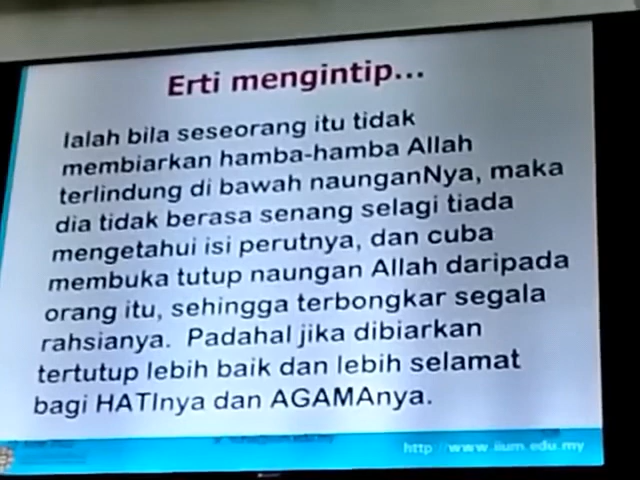 Erti mengintip...
Ialah bila seseorang itu tidak
membiarkan hamba-hamba Allah
terlindung di bawah naunganNya, maka
dia tidak berasa senang selagi tiada
mengetahui isi perutnya, dan cuba
membuka tutup naungan Allah daripada
orang itu, sehingga terbongkar segala
rahsianya. Padahal jika dibiarkan
tertutup lebih baik dan lebih selamat
bagi HATInya dan AGAMAnya.
http://www.iium.edu.my